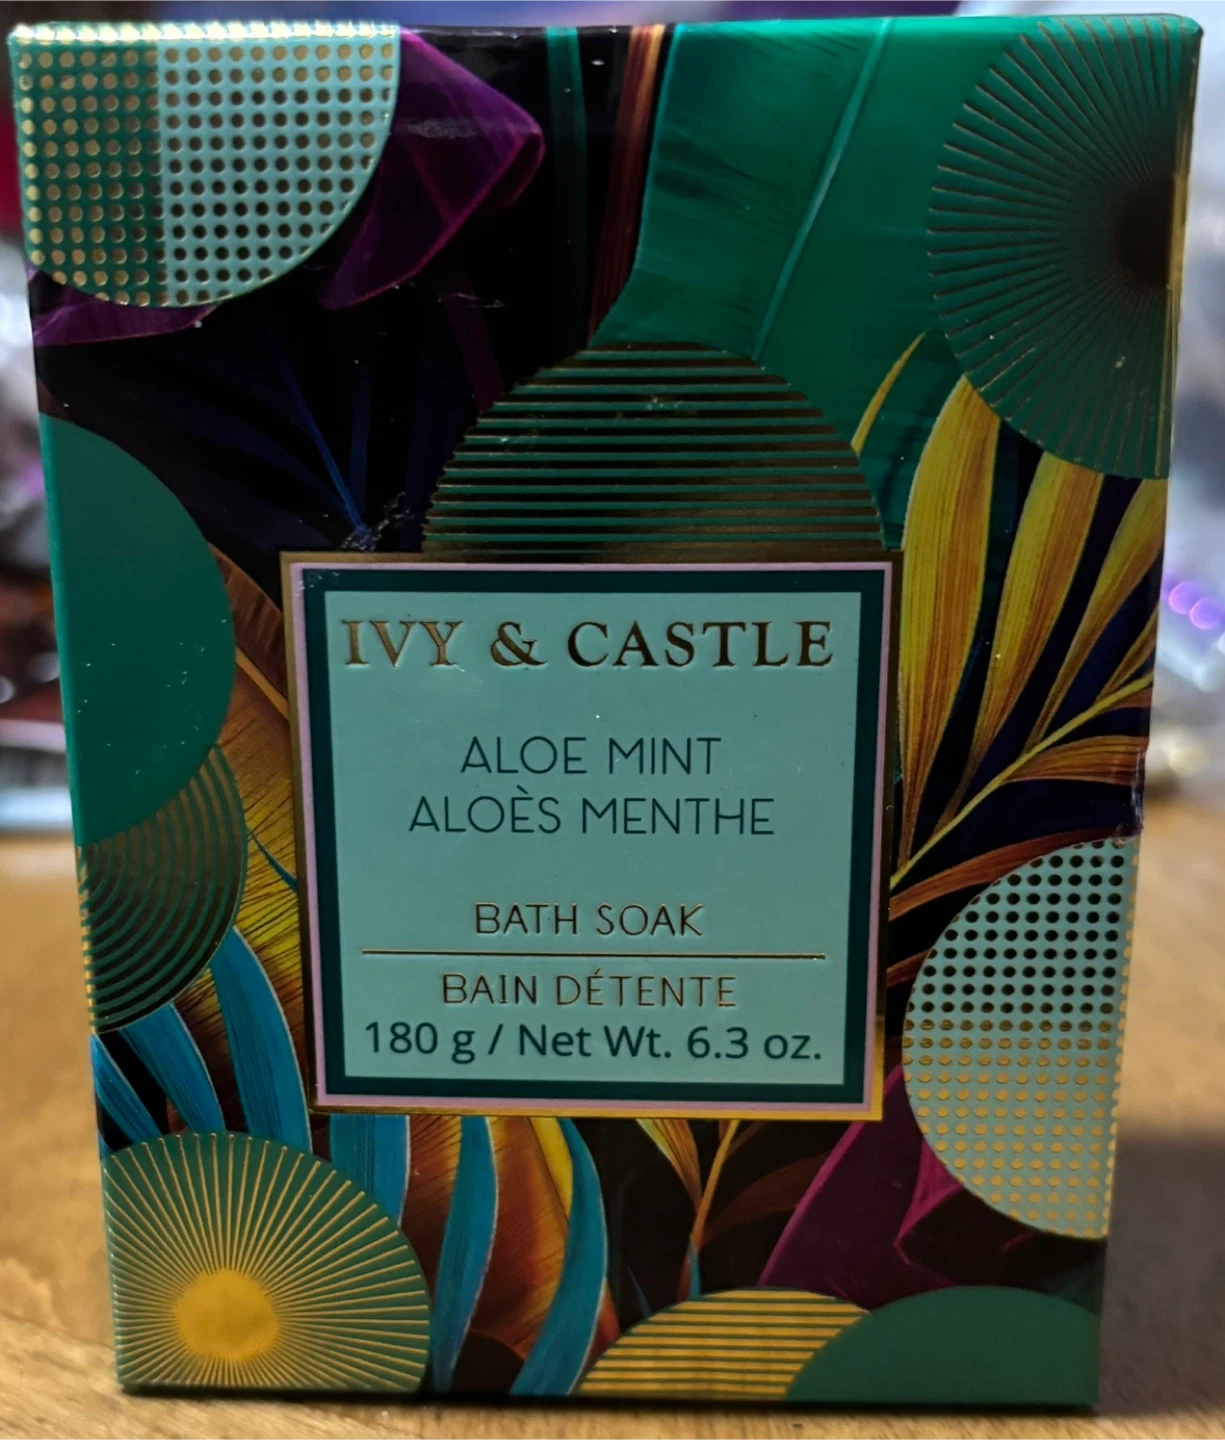 IVY & CASTLE
ALOE MINT
ALOÈS MENTHE
BATH SOAK
BAIN DÉTENTE
180 g / Net Wt. 6.3 oz.